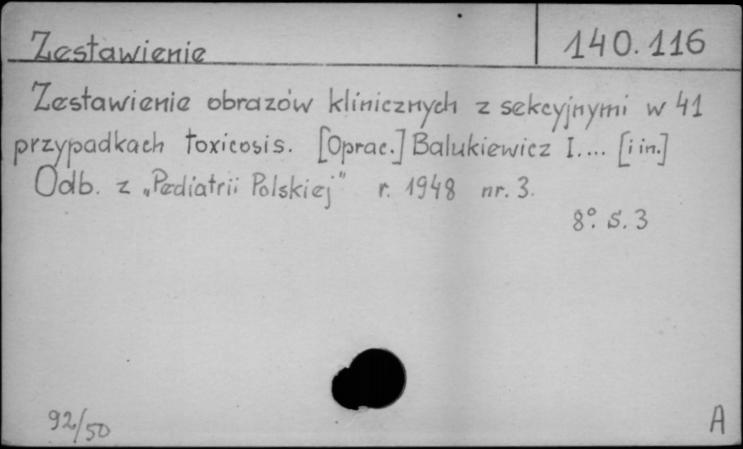 Zestawienie
140.116
Zestawienie obrazów klinicznych z sekcyjnymi w 41
przypadkach toxicosis. [Oprac.] Balukiewicz I.... [i in.]
Odb. z „Pediatrii Polskiej" r. 1948 nr. 3.
8° s. 3
92/50
A